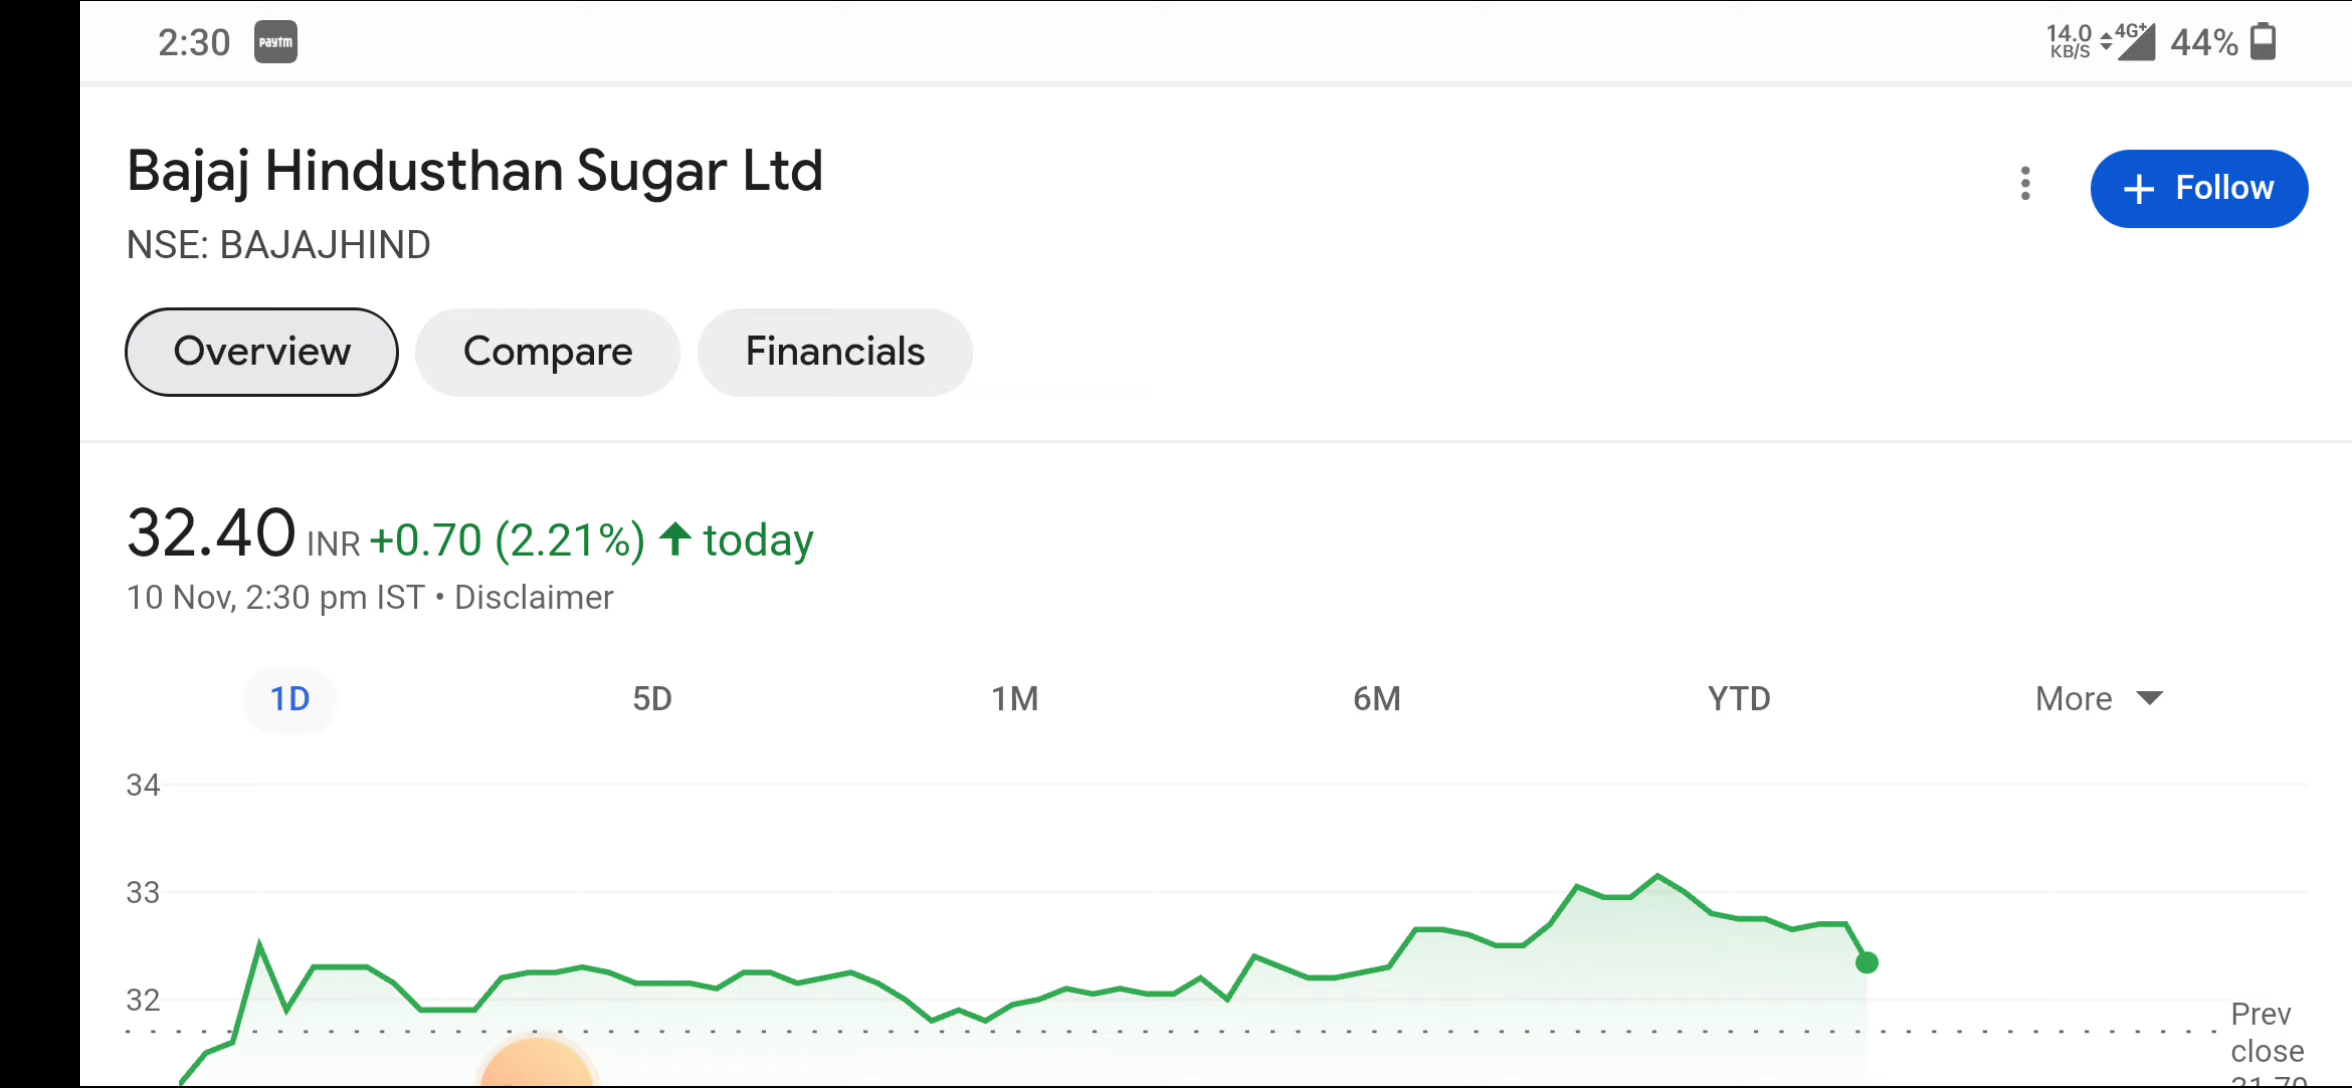 2:30 paytm 14.0 KB/S 4G+ 44%
Bajaj Hindusthan Sugar Ltd
+ Follow
NSE: BAJAJHIND
Overview Compare Financials
32.40 INR +0.70 (2.21%) ↑ today
10 Nov, 2:30 pm IST • Disclaimer
1D 5D 1M 6M YTD More
34
33
32
Prev
close
31.70